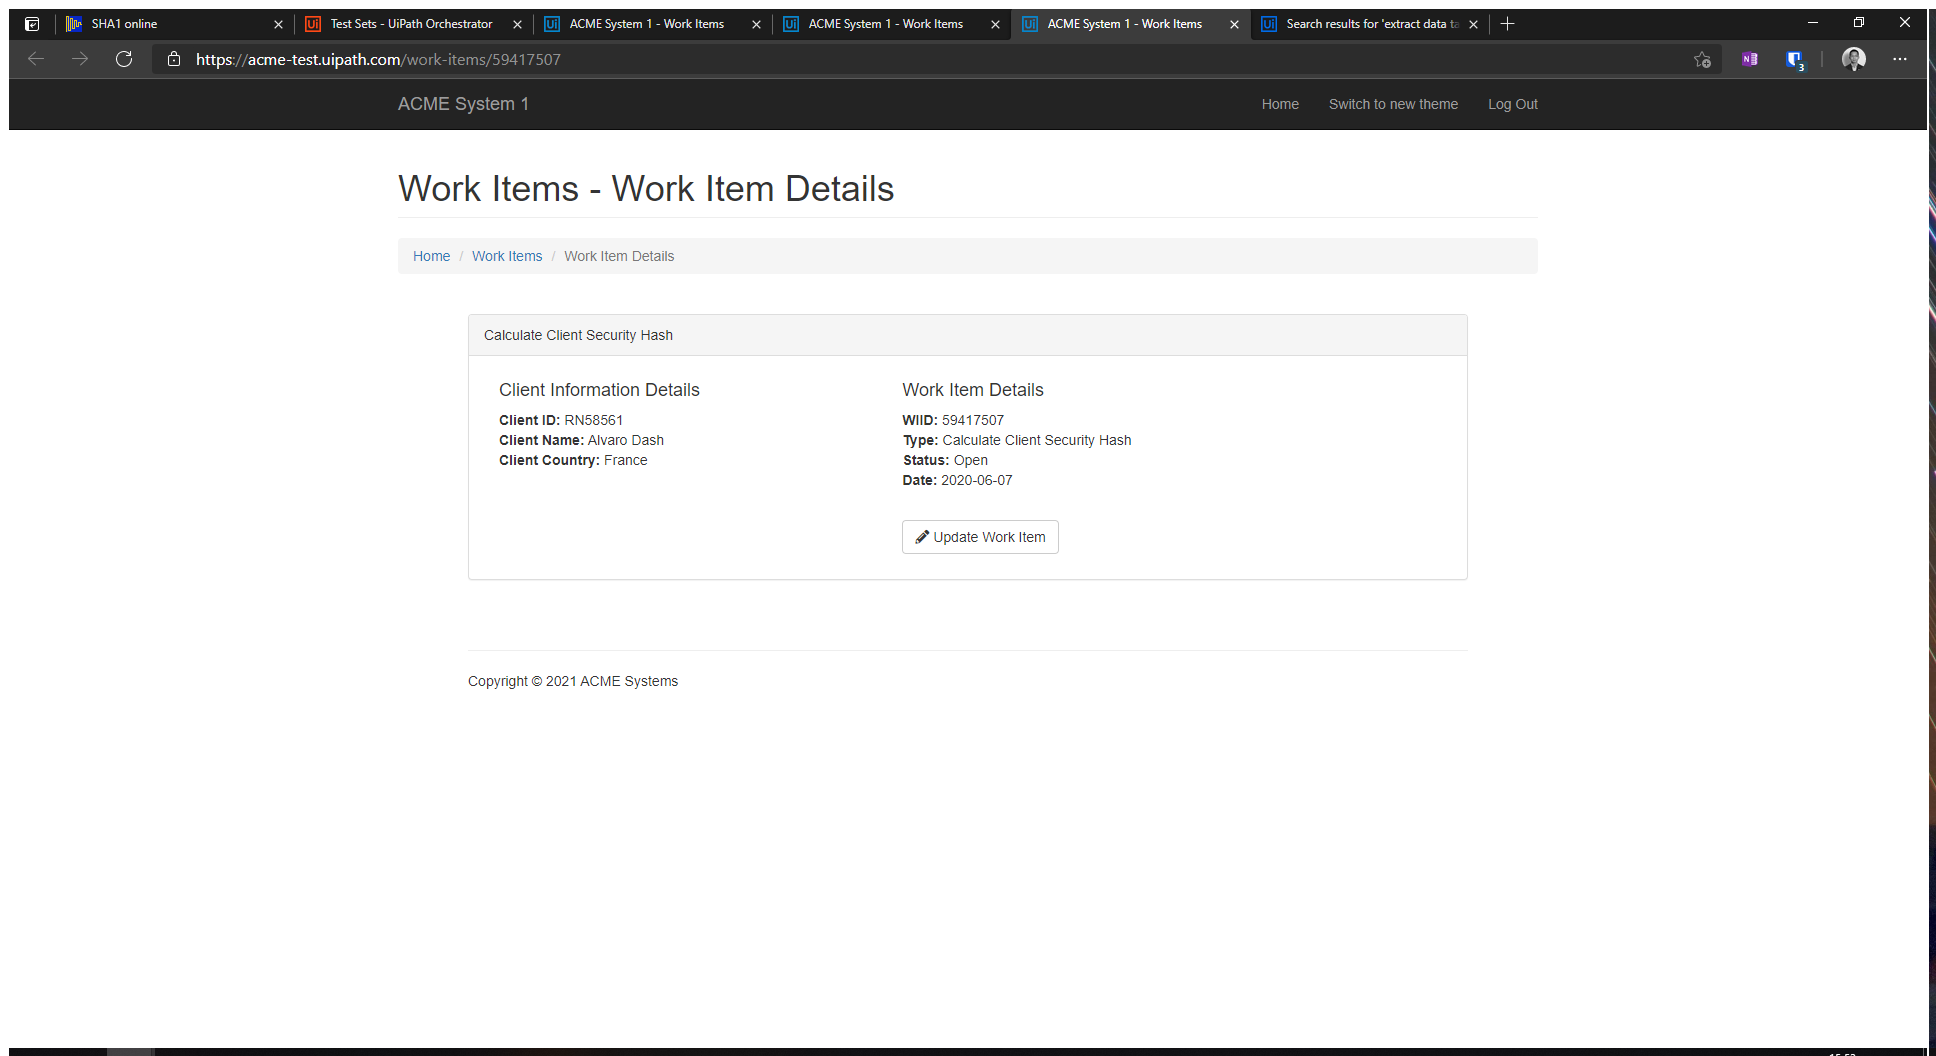 SHA1 online
Test Sets - UiPath Orchestrator
ACME System 1 - Work Items
ACME System 1 - Work Items
ACME System 1 - Work Items
Search results for 'extract data ta
https://acme-test.uipath.com/work-items/59417507
N
3
ACME System 1
Home
Switch to new theme
Log Out
Work Items - Work Item Details
Home / Work Items / Work Item Details
Calculate Client Security Hash
Client Information Details
Client ID: RN58561
Client Name: Alvaro Dash
Client Country: France
Work Item Details
WIID: 59417507
Type: Calculate Client Security Hash
Status: Open
Date: 2020-06-07
Update Work Item
Copyright © 2021 ACME Systems